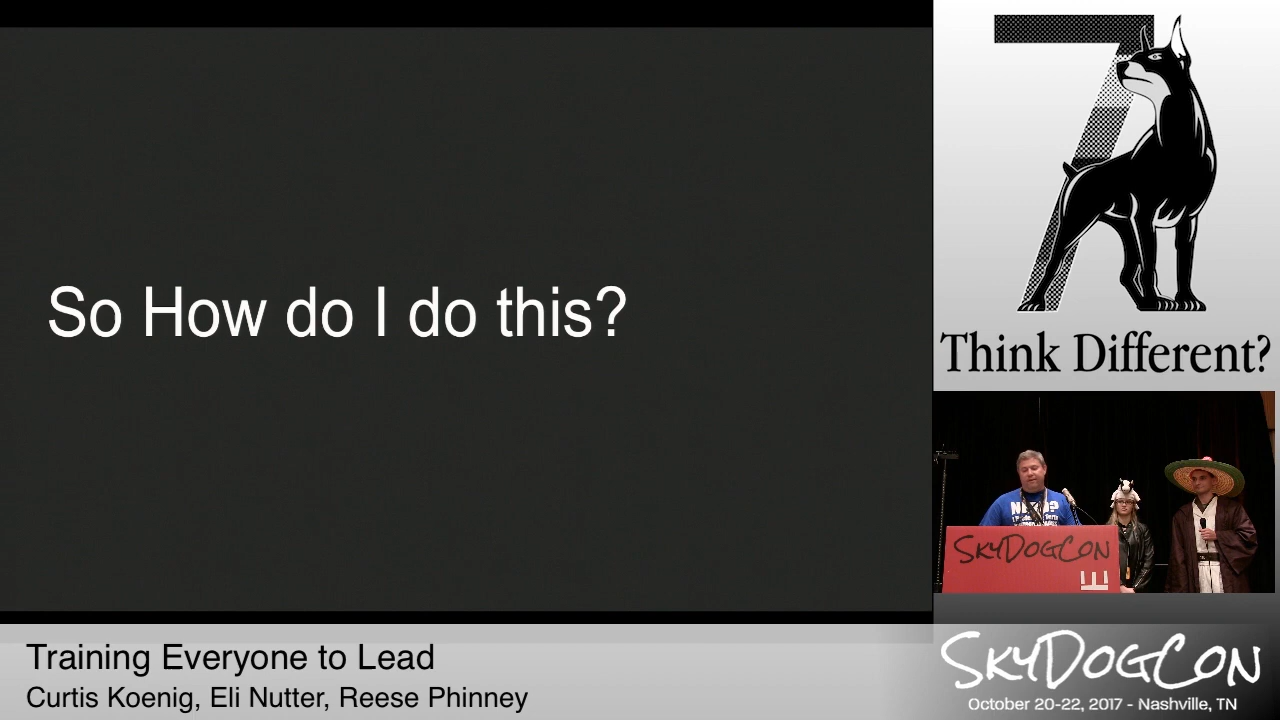 So How do I do this?
7
Think Different?
SKYDOGCON
Training Everyone to Lead
Curtis Koenig, Eli Nutter, Reese Phinney
SKYDOGCON
October 20-22, 2017 - Nashville, TN